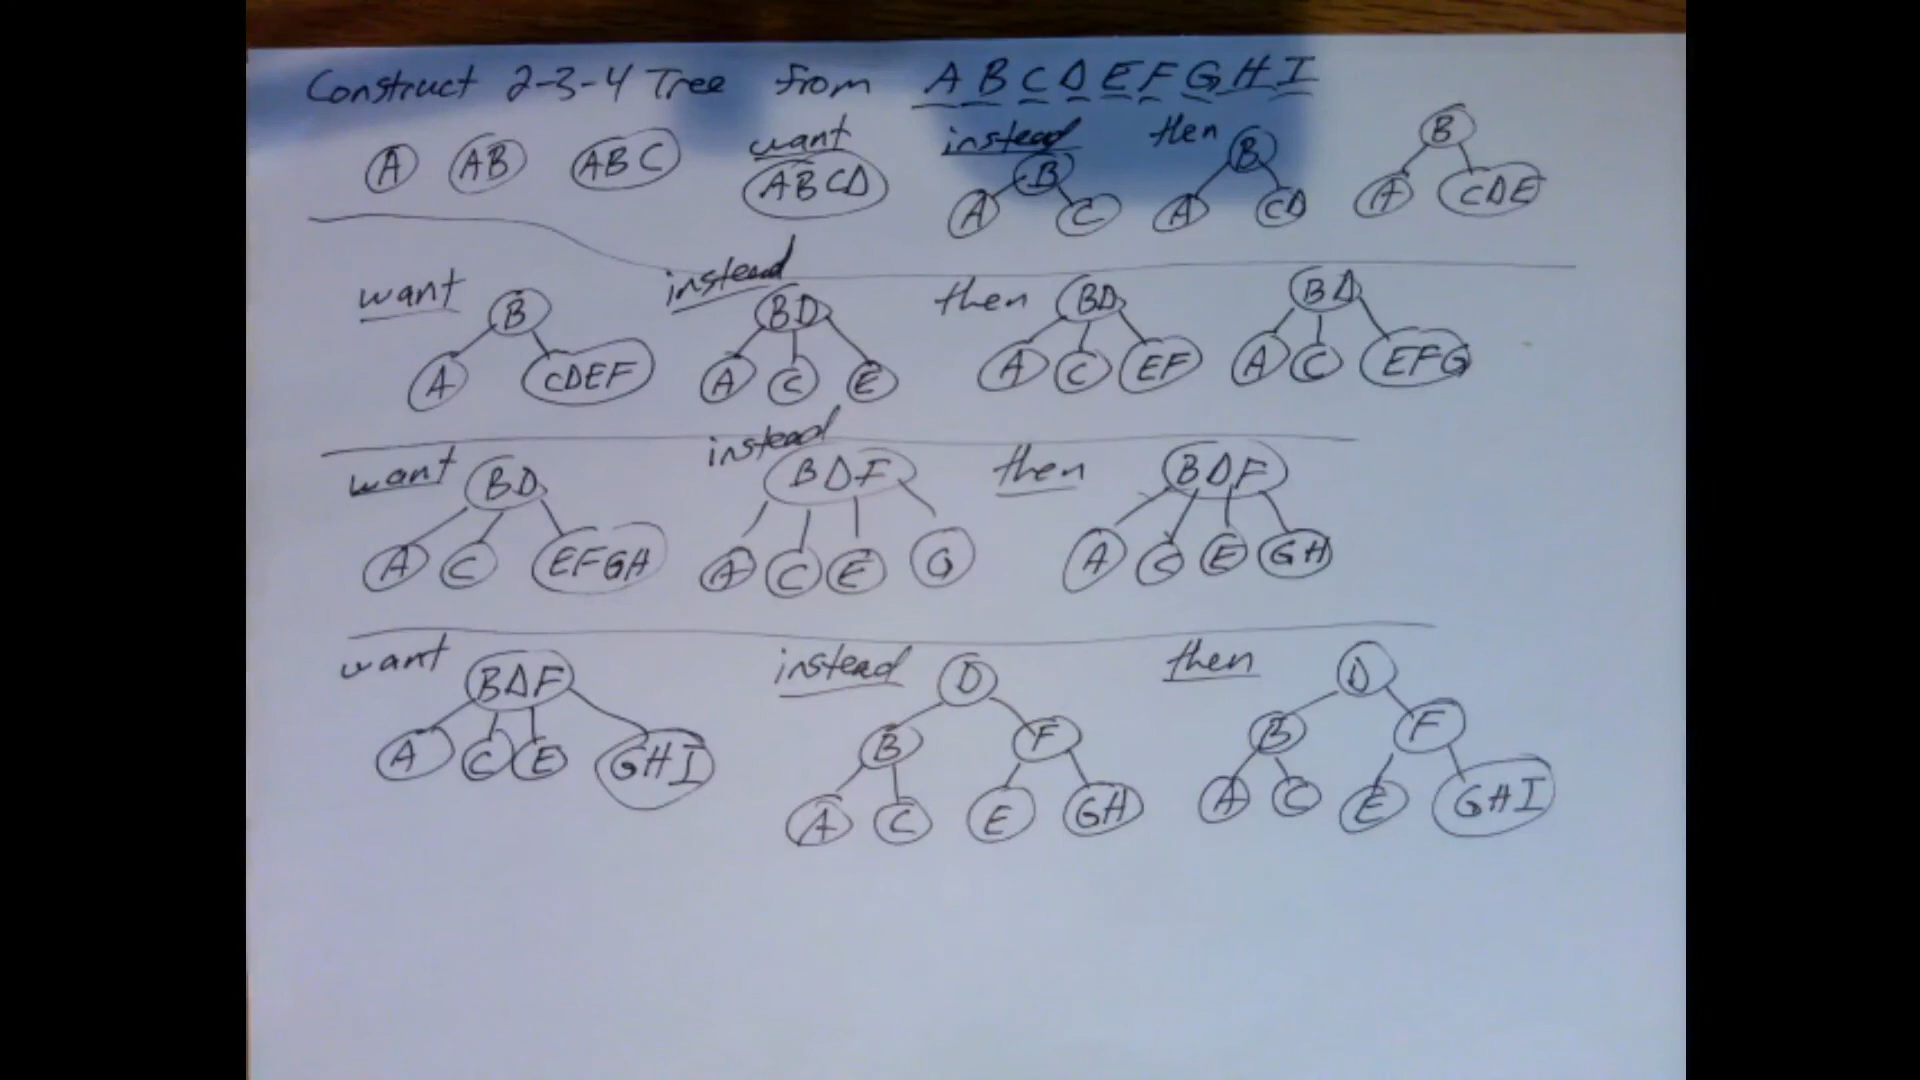 Construct 2-3-4 Tree from A B C D E F G H I
want instead then B
A AB ABC ABCD B B A CDE
A C A CD
want instead then
B BD BD BD
A CDEF A C E A C EF A C EFG
want instead then
BD BDF BDF
A C EFGH A C E G A C E GH
want instead then
BDF D D
B F B F
A C E GHI A C E GH A C E GHI